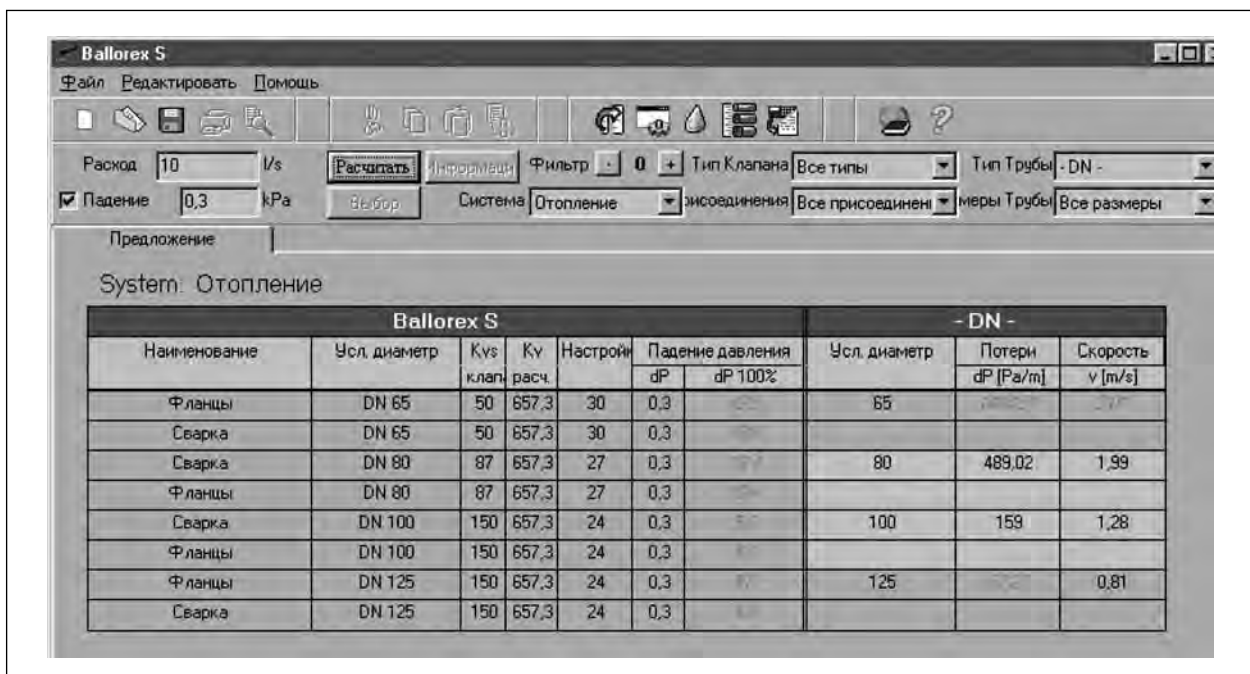 Ballorex S
Файл Редактировать Помощь
Расход 10 l/s Расчитать Фильтр - 0 + Тип Клапана Все типы Тип Трубы - DN -
Падение 0,3 kPa Выбор Система Отопление рисоединения Все присоединени меры Трубы Все размеры
Предложение
System: Отопление
Ballorex S - DN -
Наименование Усл. диаметр Kvs Kv Настройк Падение давления Усл. диаметр Потери Скорость
клап. расч. dP dP 100% dP [Pa/m] v [m/s]
Фланцы DN 65 50 657,3 30 0,3 65
Сварка DN 65 50 657,3 30 0,3
Сварка DN 80 87 657,3 27 0,3 80 489,02 1,99
Фланцы DN 80 87 657,3 27 0,3
Сварка DN 100 150 657,3 24 0,3 100 159 1,28
Фланцы DN 100 150 657,3 24 0,3
Фланцы DN 125 150 657,3 24 0,3 125 0,81
Сварка DN 125 150 657,3 24 0,3